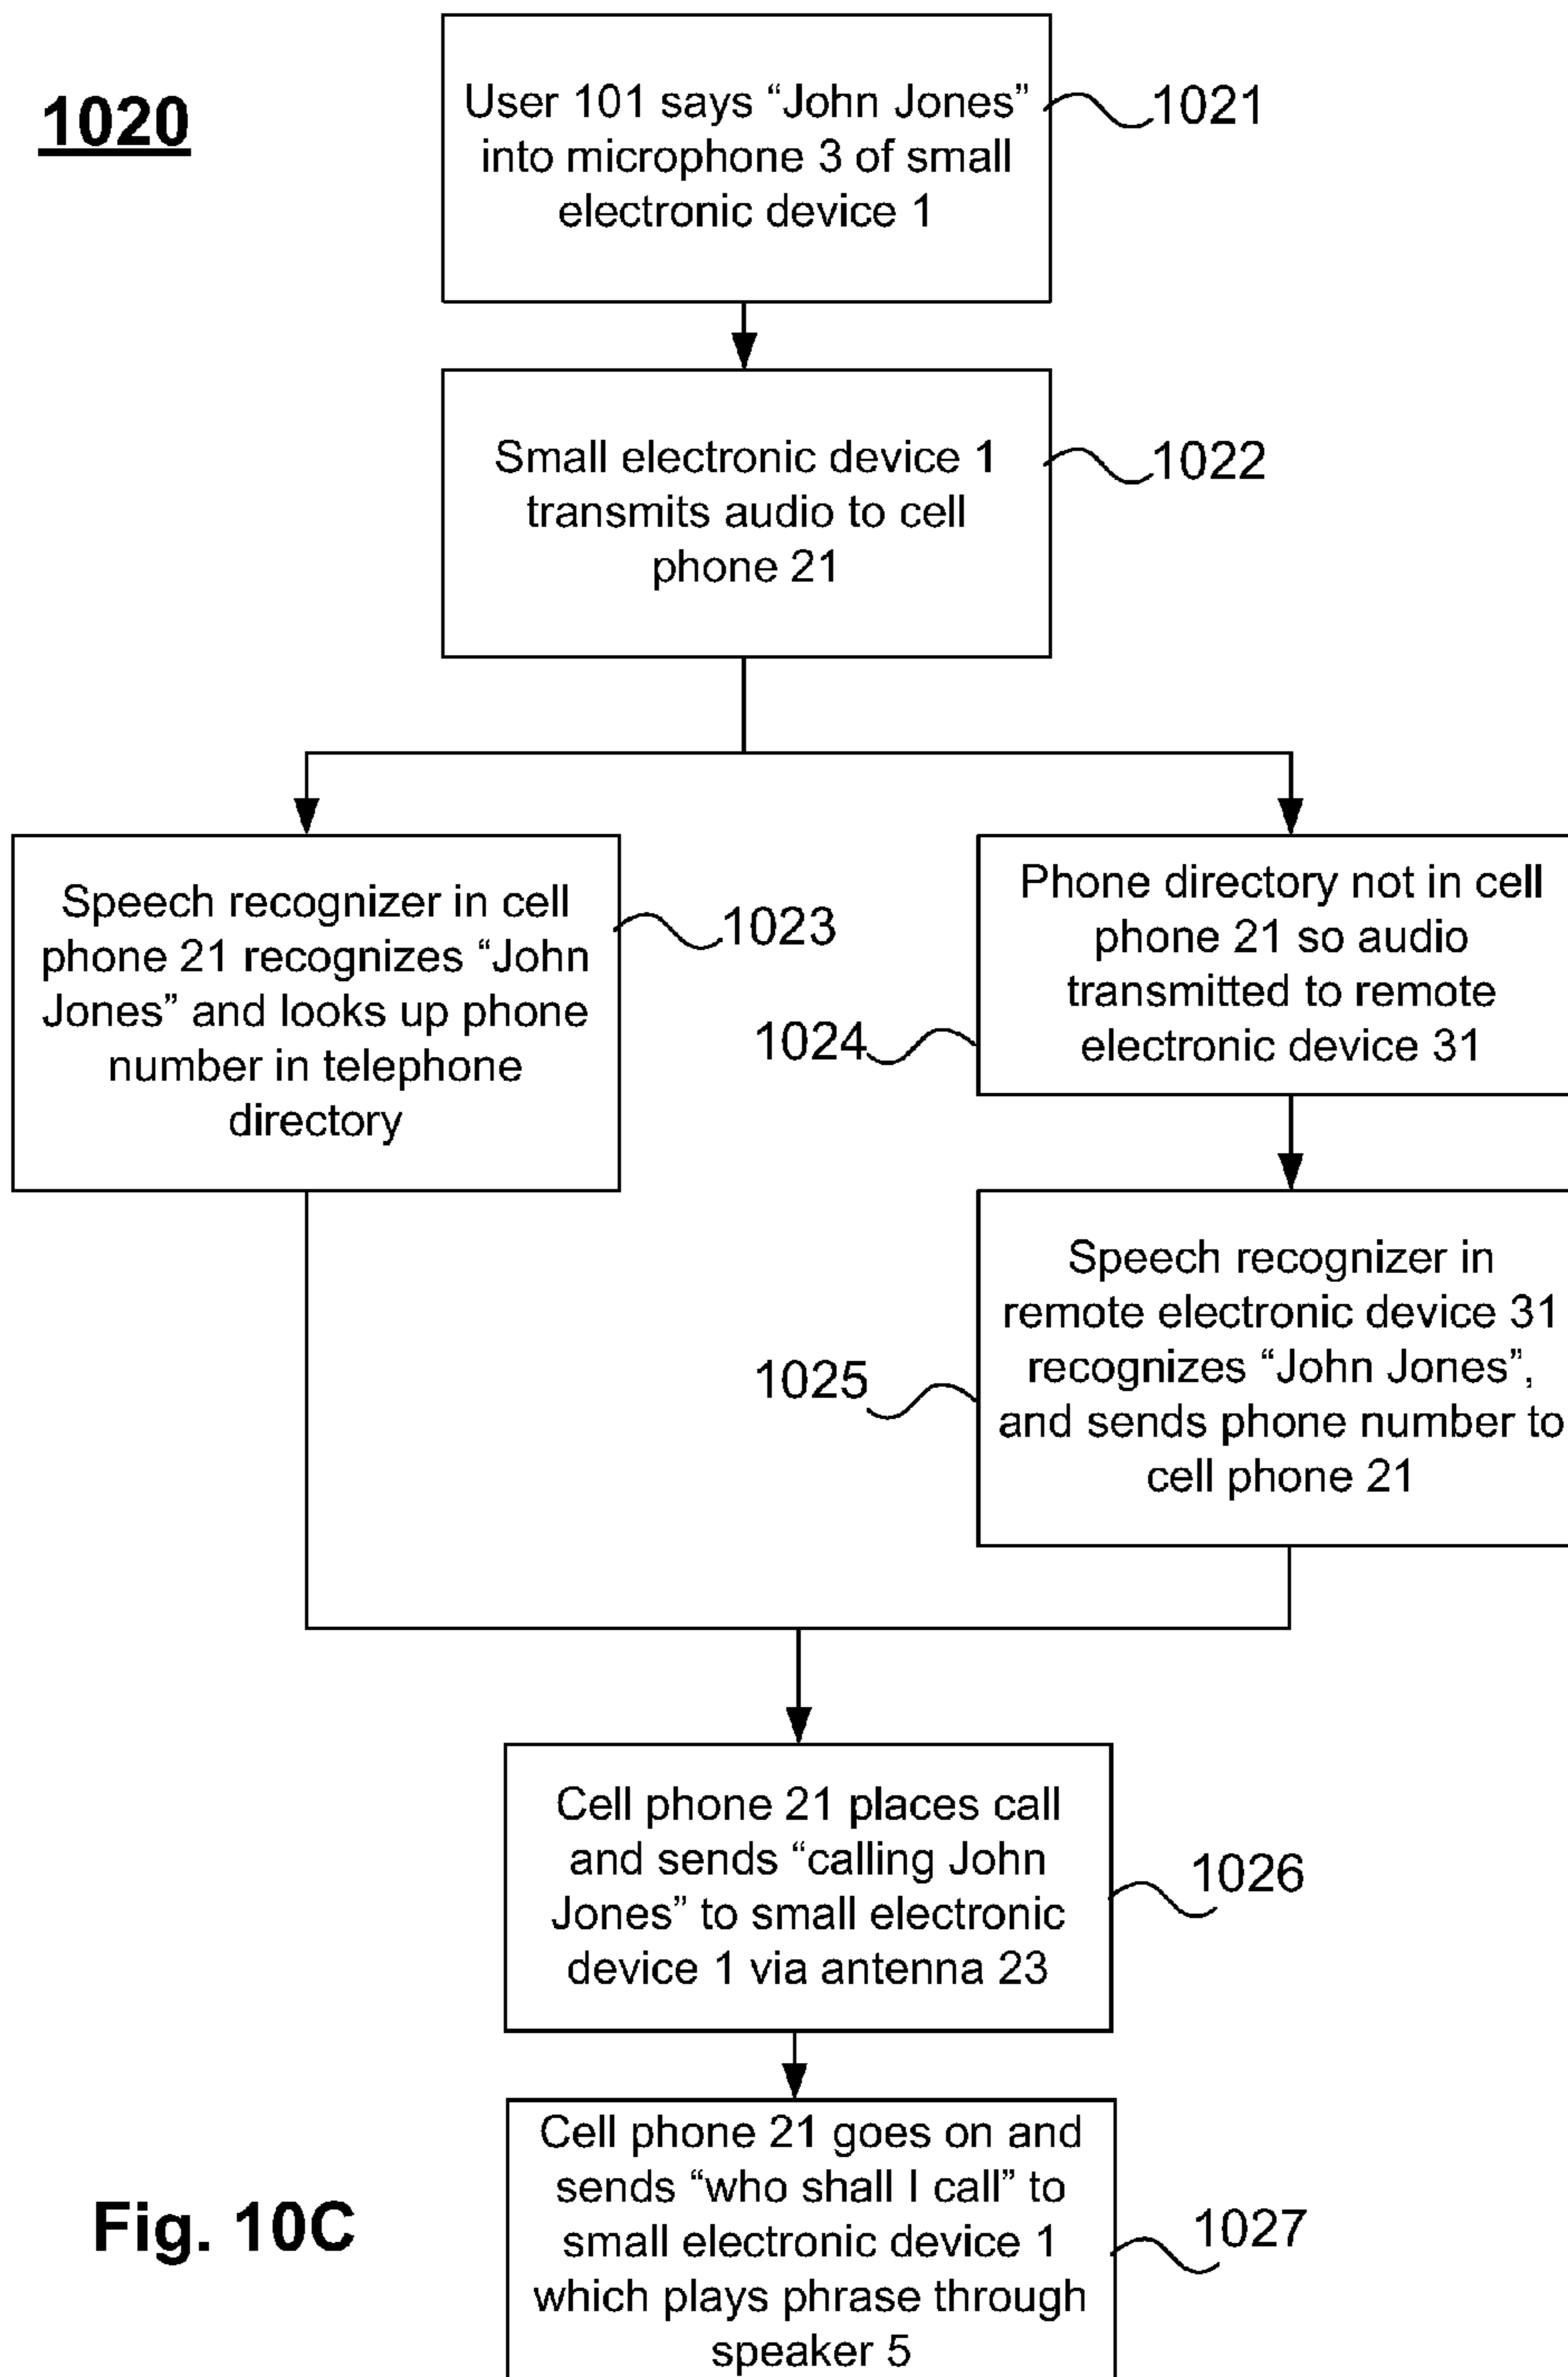 1020
User 101 says “John Jones”
into microphone 3 of small
electronic device 1
1021
Small electronic device 1
transmits audio to cell
phone 21
1022
Speech recognizer in cell
phone 21 recognizes “John
Jones” and looks up phone
number in telephone
directory
1023
Phone directory not in cell
phone 21 so audio
transmitted to remote
electronic device 31
1024
Speech recognizer in
remote electronic device 31
recognizes “John Jones”,
and sends phone number to
cell phone 21
1025
Cell phone 21 places call
and sends “calling John
Jones” to small electronic
device 1 via antenna 23
1026
Cell phone 21 goes on and
sends “who shall I call” to
small electronic device 1
which plays phrase through
speaker 5
1027
Fig. 10C